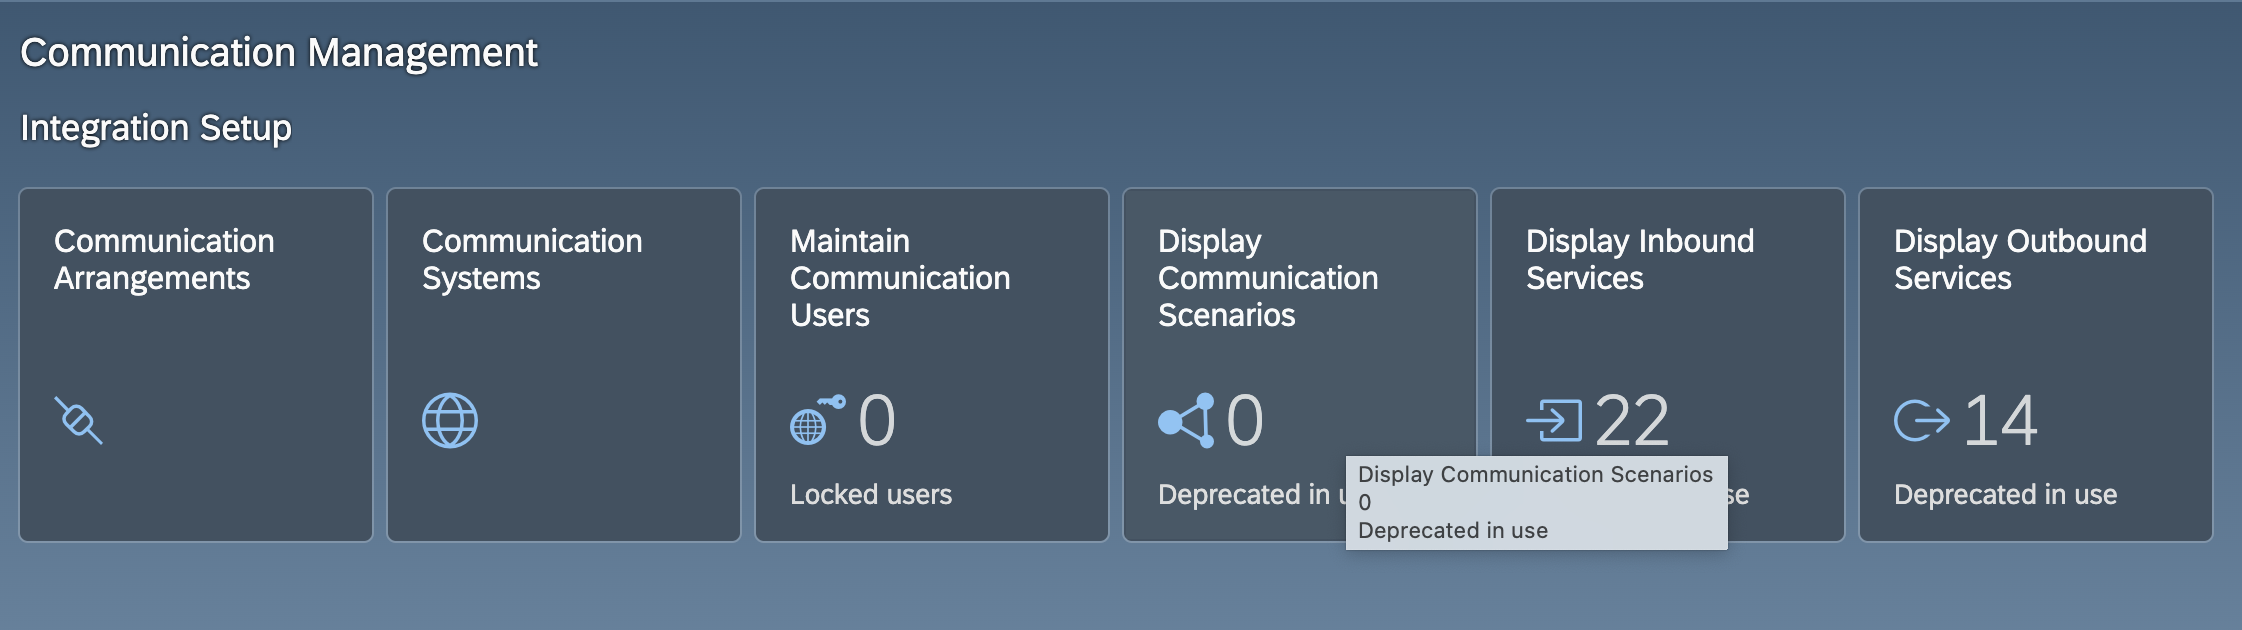 Communication Management
Integration Setup
Communication
Arrangements
Communication
Systems
Maintain
Communication
Users
0
Locked users
Display
Communication
Scenarios
0
Deprecated in
Display Inbound
Services
22
Display Outbound
Services
14
Deprecated in use
Display Communication Scenarios
0
Deprecated in use